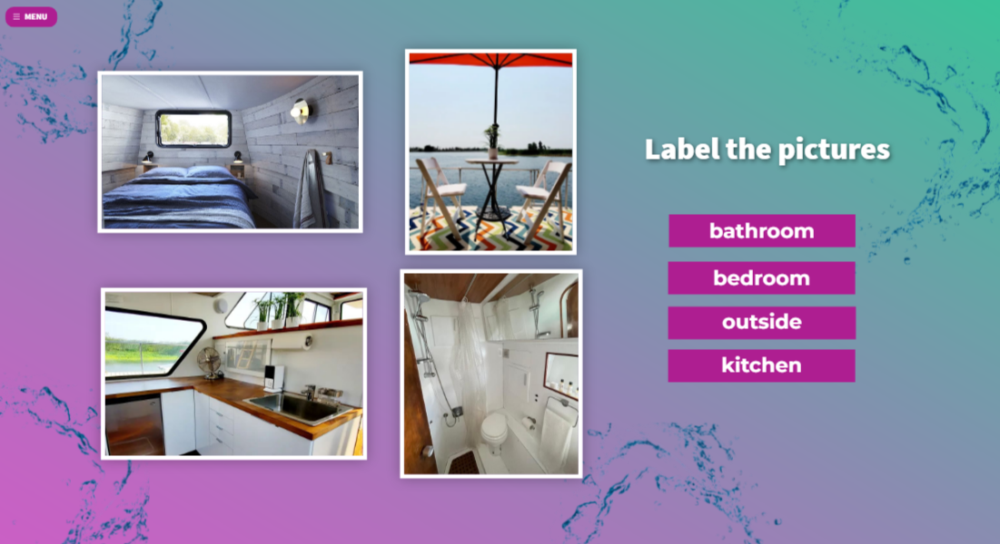 ☰ MENU
Label the pictures
bathroom
bedroom
outside
kitchen